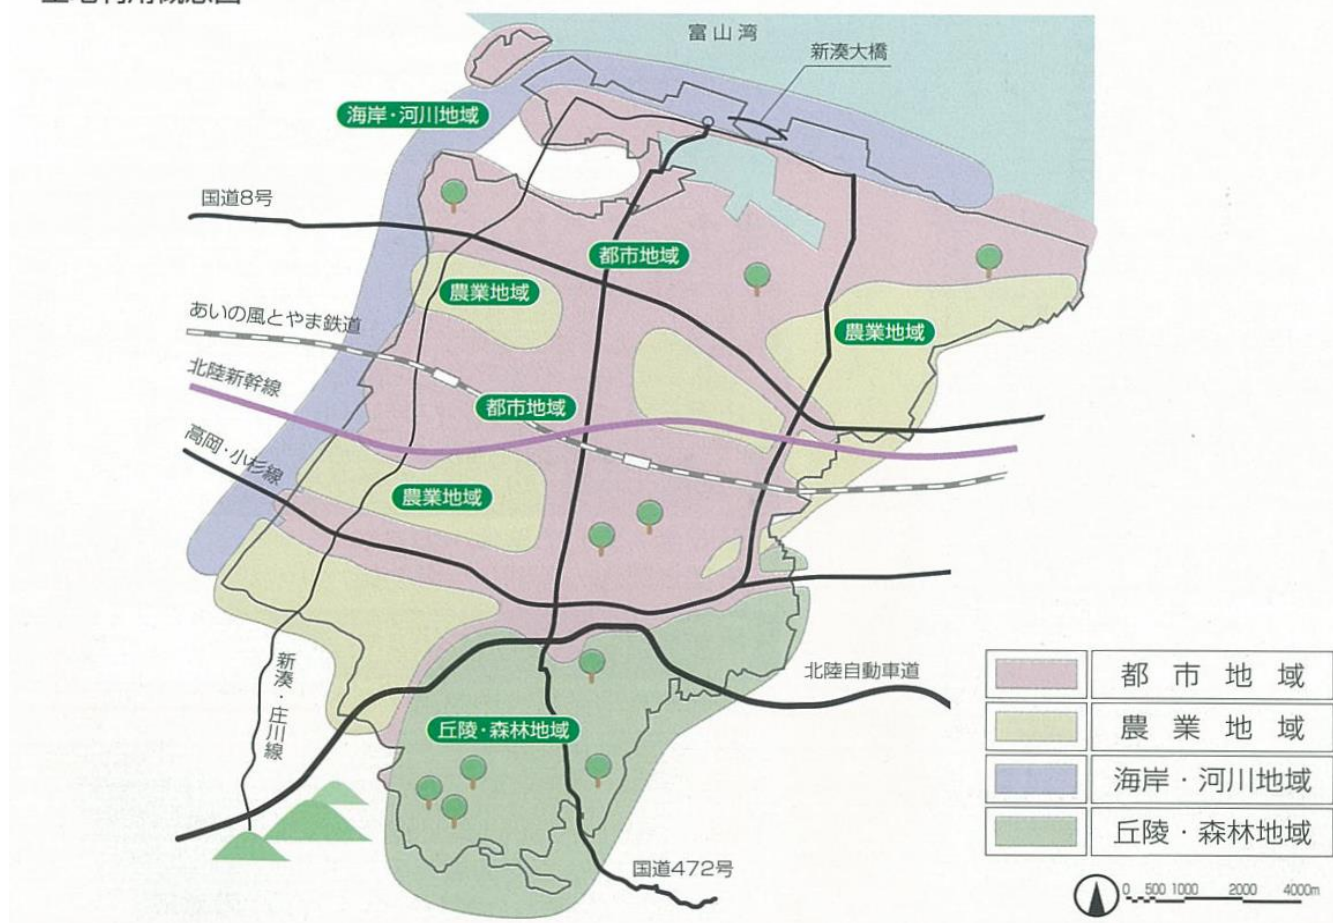 富山湾
新湊大橋
海岸・河川地域
国道8号
都市地域
農業地域
あいの風とやま鉄道
農業地域
北陸新幹線
都市地域
高岡・小杉線
農業地域
新湊・庄川線
北陸自動車道
丘陵・森林地域
国道472号
都市地域
農業地域
海岸・河川地域
丘陵・森林地域
0 500 1000 2000 4000m